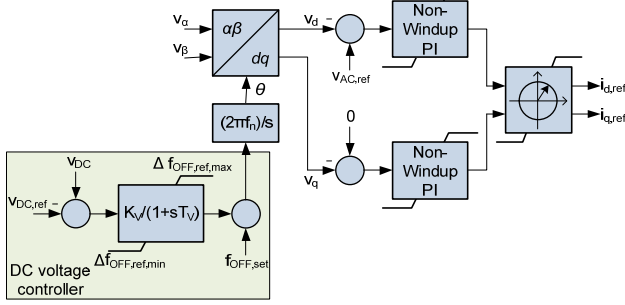 vα
vβ
αβ
dq
vd
-
vAC,ref
Non-
Windup
PI
θ
(2πfn)/s
0
-
vq
Non-
Windup
PI
id,ref
iq,ref
vDC
vDC,ref
-
Δ fOFF,ref,max
KV/(1+sTV)
ΔfOFF,ref,min
fOFF,set
DC voltage
controller